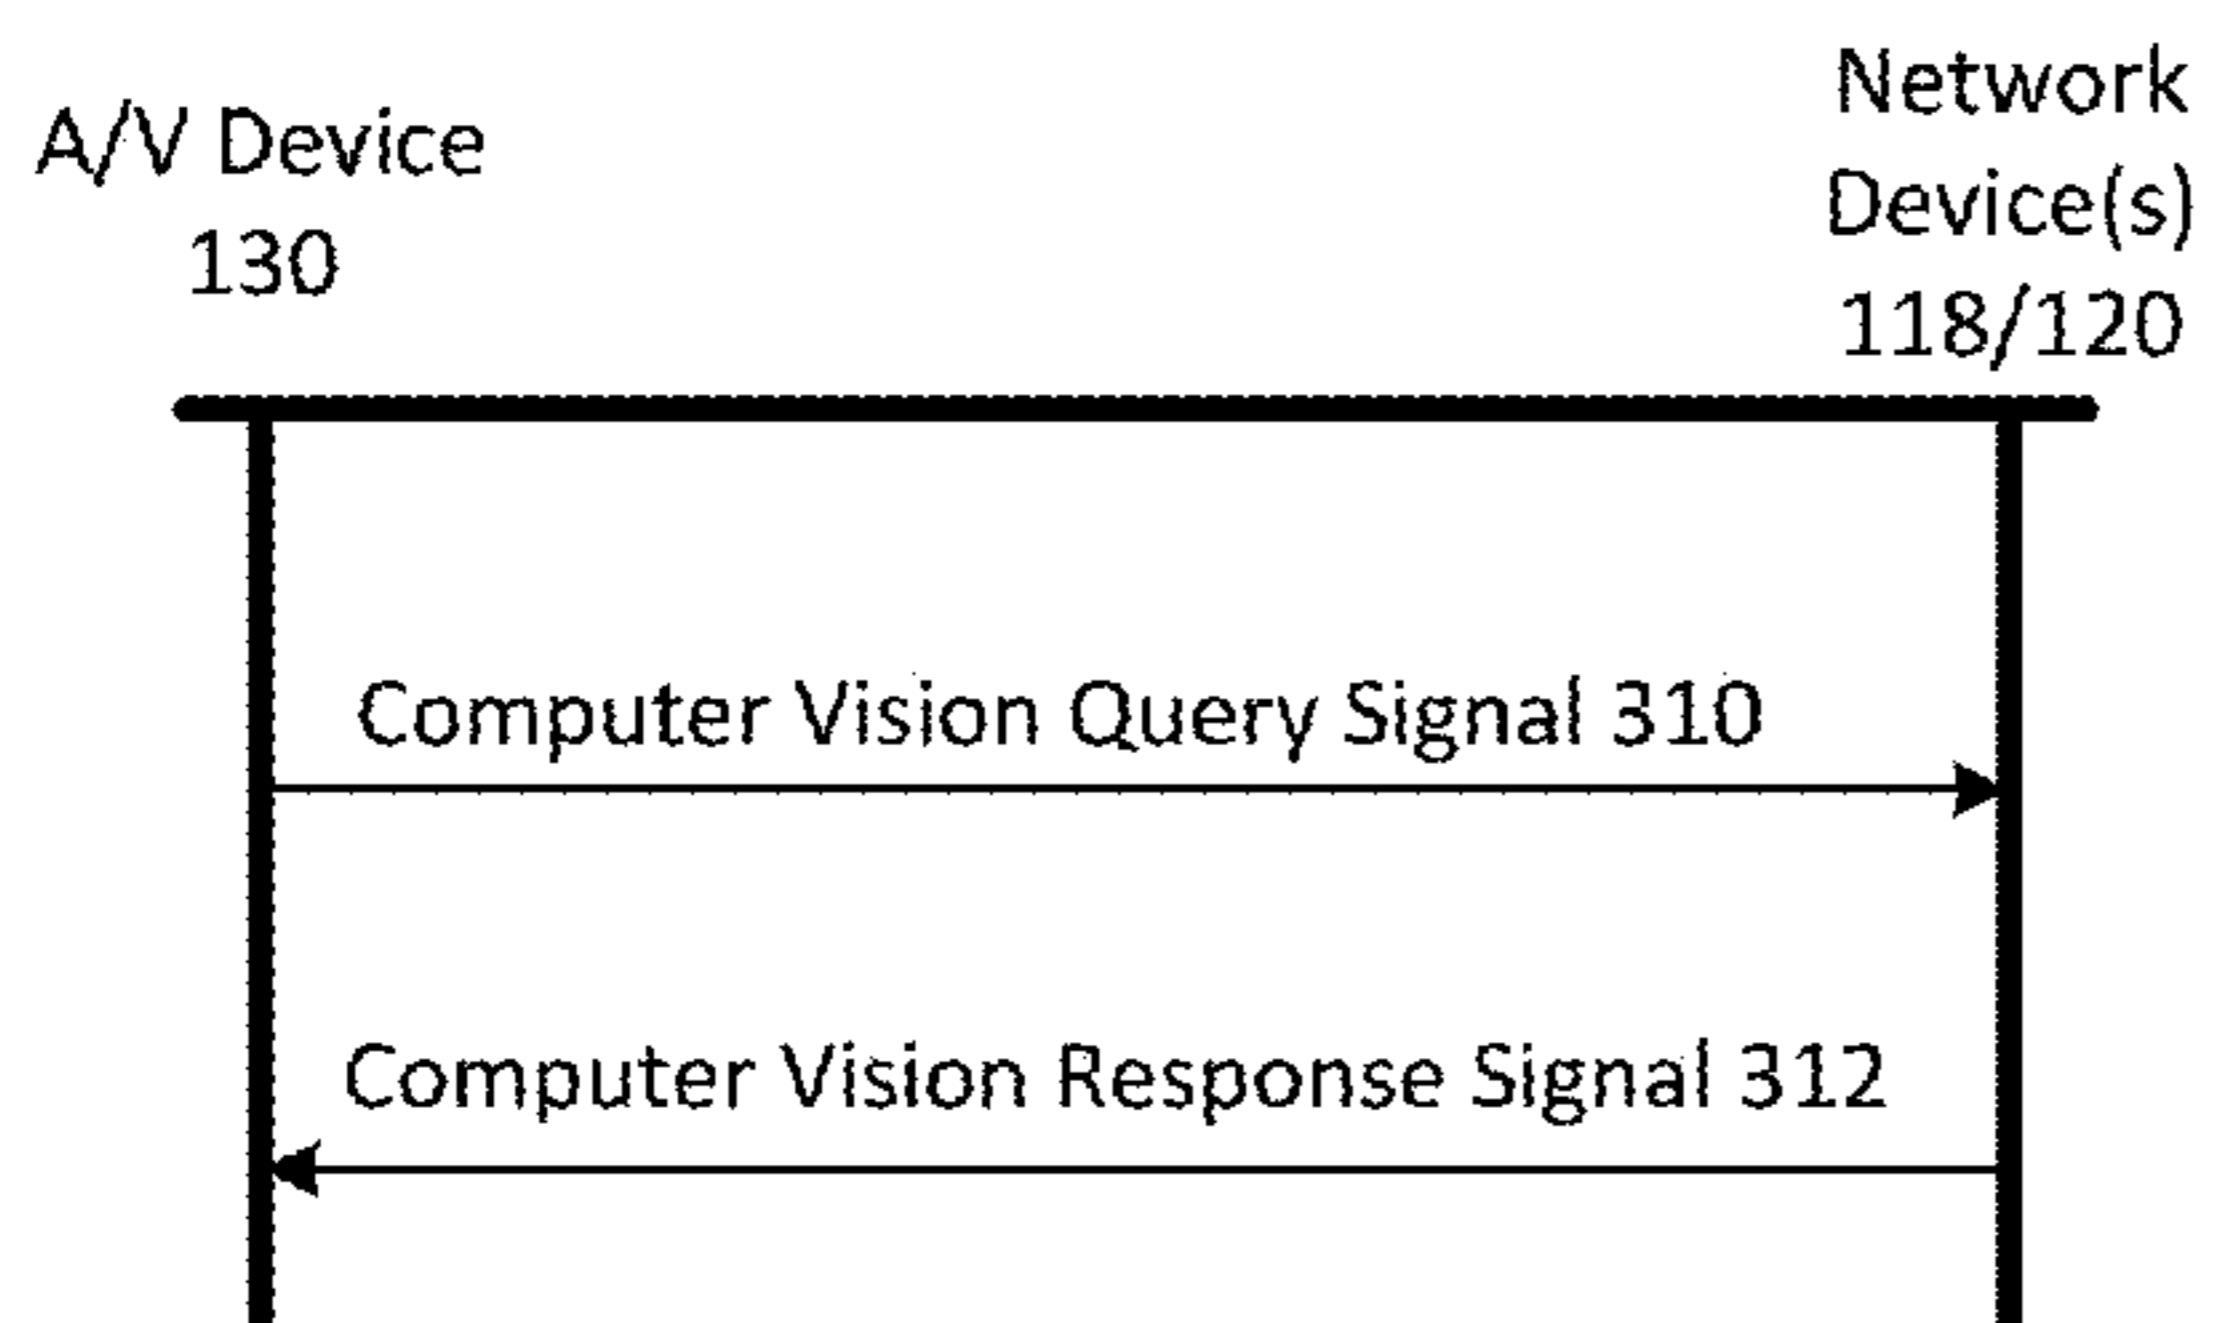 A/V Device
130
Network
Device(s)
118/120
Computer Vision Query Signal 310
Computer Vision Response Signal 312